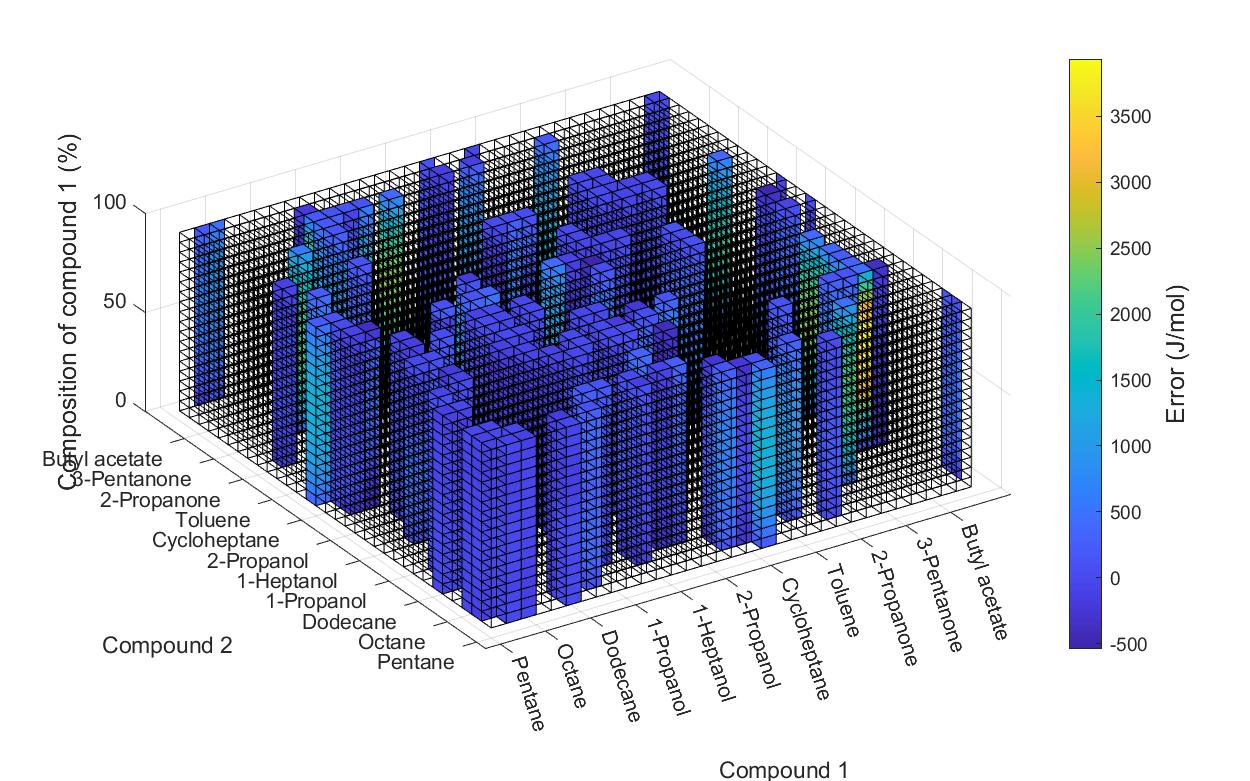 Composition of compound 1 (%)
100
50
0
Butyl acetate
3-Pentanone
2-Propanone
Toluene
Cycloheptane
2-Propanol
1-Heptanol
1-Propanol
Dodecane
Octane
Pentane
Compound 2
Pentane
Octane
Dodecane
1-Propanol
1-Heptanol
2-Propanol
Cycloheptane
Toluene
2-Propanone
3-Pentanone
Butyl acetate
Compound 1
3500
3000
2500
2000
1500
1000
500
0
-500
Error (J/mol)